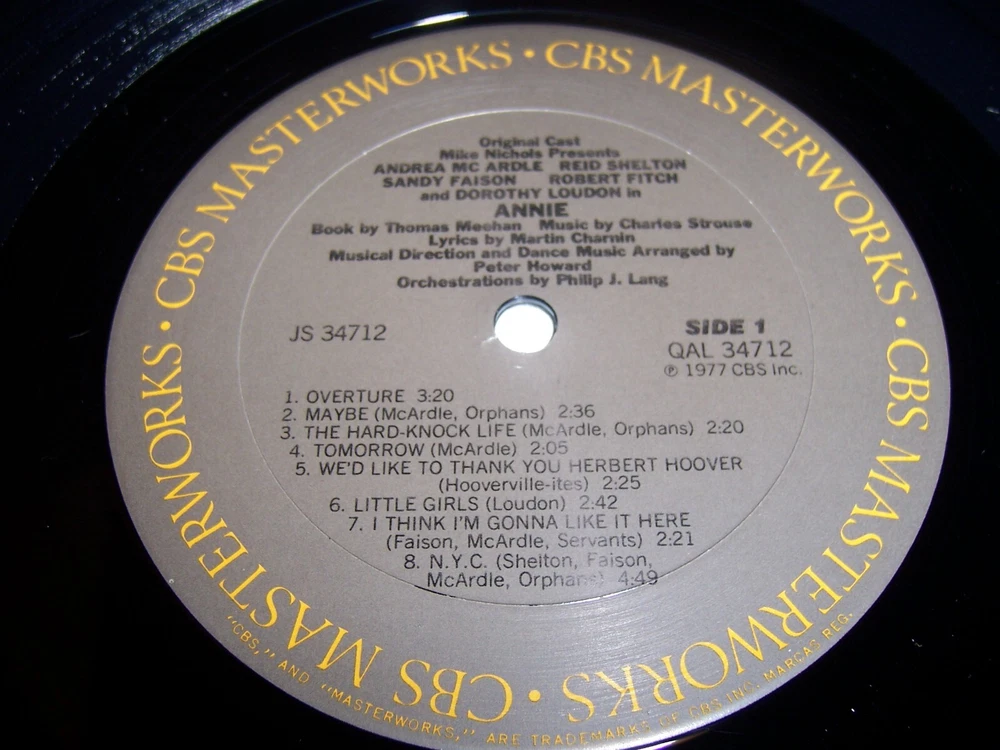 CBS MASTERWORKS • CBS MASTERWORKS • CBS MASTERWORKS • CBS MASTERWORKS •
Original Cast
Mike Nichols Presents
ANDREA MC ARDLE REID SHELTON
SANDY FAISON ROBERT FITCH
and DOROTHY LOUDON in
ANNIE
Book by Thomas Meehan Music by Charles Strouse
Lyrics by Martin Charnin
Musical Direction and Dance Music Arranged by
Peter Howard
Orchestrations by Philip J. Lang
JS 34712
SIDE 1
QAL 34712
℗ 1977 CBS Inc.
1. OVERTURE 3:20
2. MAYBE (McArdle, Orphans) 2:36
3. THE HARD-KNOCK LIFE (McArdle, Orphans) 2:20
4. TOMORROW (McArdle) 2:05
5. WE'D LIKE TO THANK YOU HERBERT HOOVER
(Hooverville-ites) 2:25
6. LITTLE GIRLS (Loudon) 2:42
7. I THINK I'M GONNA LIKE IT HERE
(Faison, McArdle, Servants) 2:21
8. N.Y.C. (Shelton, Faison,
McArdle, Orphans) 4:49
"CBS," AND "MASTERWORKS," ARE TRADEMARKS OF CBS INC. MARCAS REG.